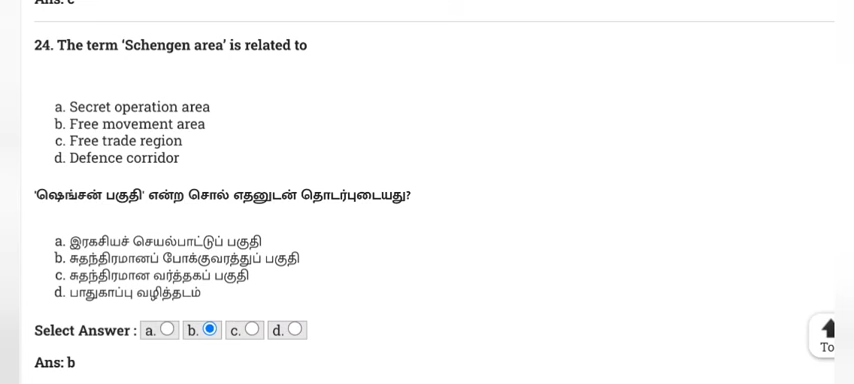 Ans: c
24. The term ‘Schengen area’ is related to
a. Secret operation area
b. Free movement area
c. Free trade region
d. Defence corridor
'ஷெங்சன் பகுதி' என்ற சொல் எதனுடன் தொடர்புடையது?
a. இரகசியச் செயல்பாட்டுப் பகுதி
b. சுதந்திரமானப் போக்குவரத்துப் பகுதி
c. சுதந்திரமான வர்த்தகப் பகுதி
d. பாதுகாப்பு வழித்தடம்
Select Answer : a. b. c. d.
To
Ans: b